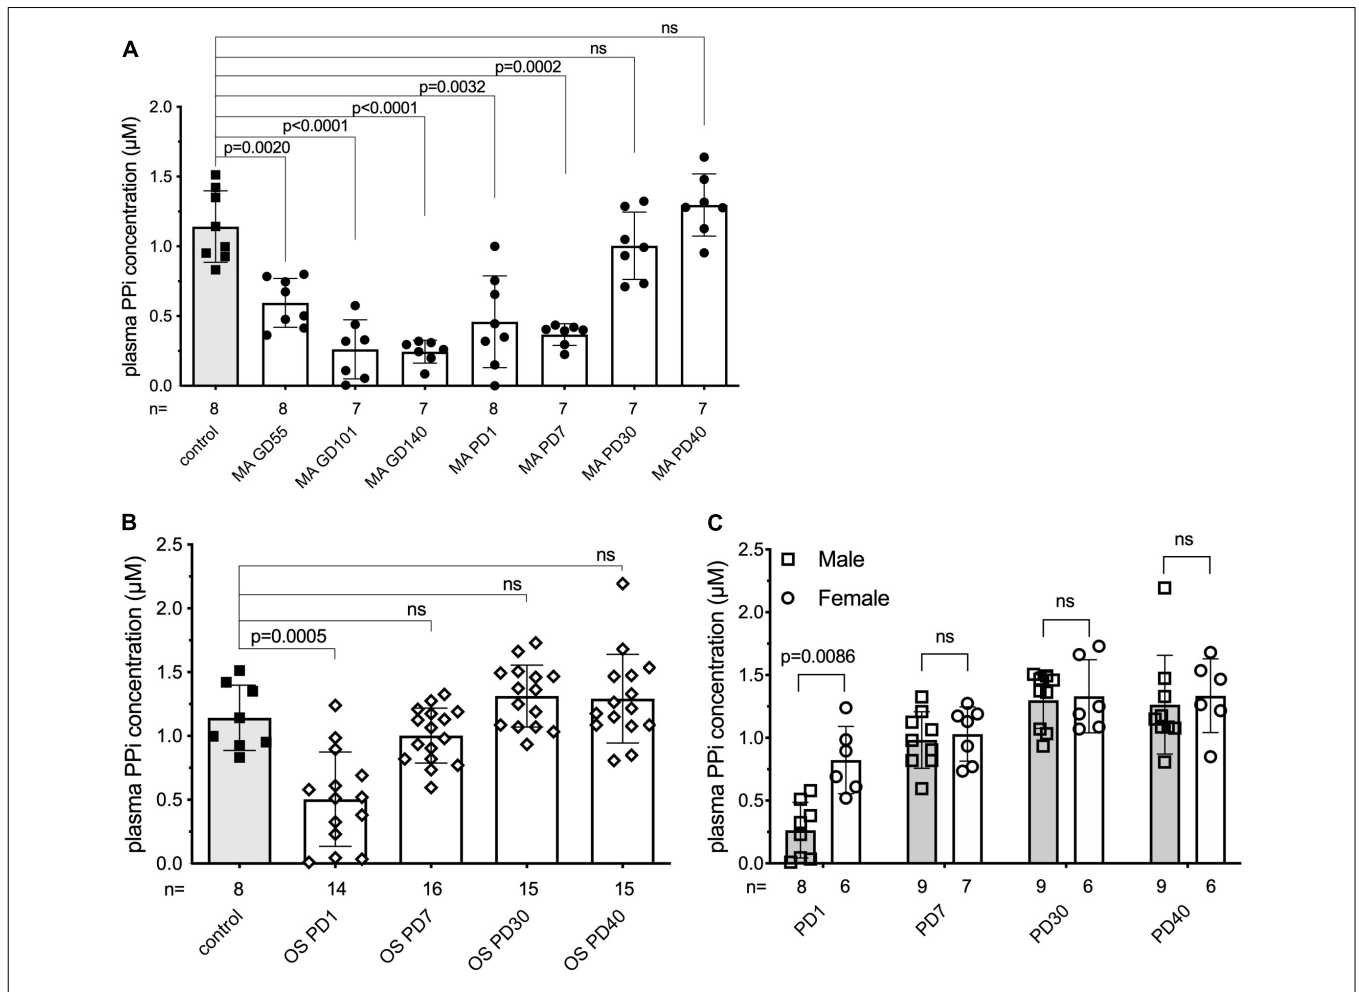 A
ns
ns
p=0.0002
p=0.0032
p<0.0001
p<0.0001
p=0.0020
plasma PPi concentration (µM)
2.0
1.5
1.0
0.5
0.0
n= 8 8 7 7 8 7 7 7
control MA GD55 MA GD101 MA GD140 MA PD1 MA PD7 MA PD30 MA PD40
B
ns
ns
ns
p=0.0005
plasma PPi concentration (µM)
2.5
2.0
1.5
1.0
0.5
0.0
n= 8 14 16 15 15
control OS PD1 OS PD7 OS PD30 OS PD40
C
Male
Female
ns
ns
ns
p=0.0086
plasma PPi concentration (µM)
2.5
2.0
1.5
1.0
0.5
0.0
n= 8 6 9 7 9 6 9 6
PD1 PD7 PD30 PD40